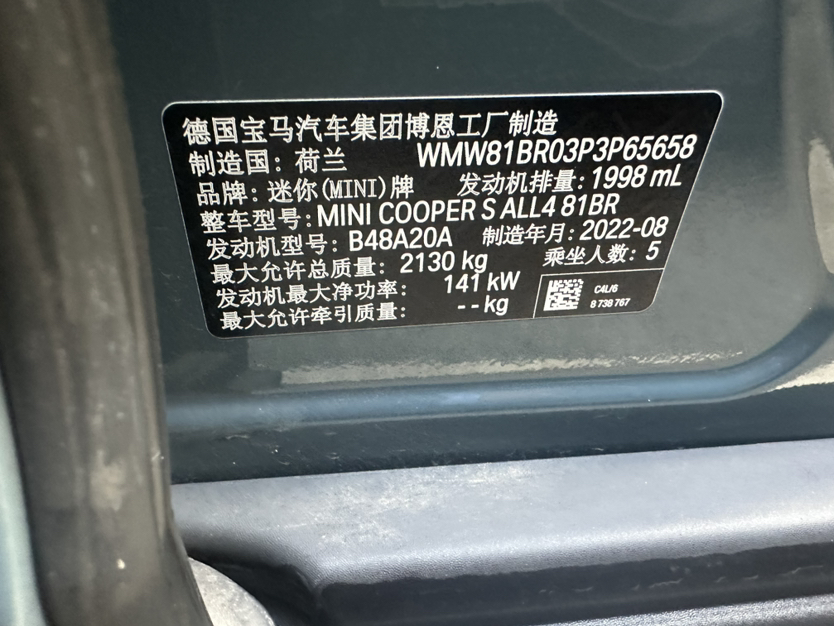 德国宝马汽车集团博恩工厂制造
制造国：荷兰 WMW81BR03P3P65658
品牌：迷你(MINI)牌 发动机排量：1998 mL
整车型号：MINI COOPER S ALL4 81BR
发动机型号：B48A20A 制造年月：2022-08
最大允许总质量：2130 kg 乘坐人数：5
发动机最大净功率：141 kW
最大允许牵引质量：--kg
C4L/6
8 738 767